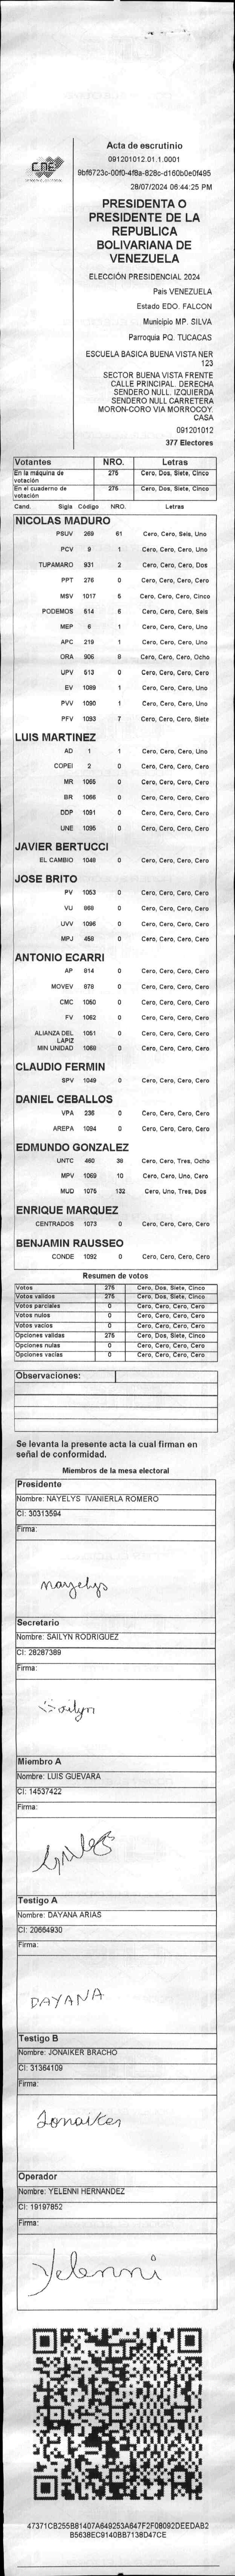 Acta de escrutinio
091201012.01.1.0001
9bf6723c-00f0-4f8a-828c-d160b0e0f495
28/07/2024 06:44:25 PM
PRESIDENTA O
PRESIDENTE DE LA
REPUBLICA
BOLIVARIANA DE
VENEZUELA
CNE
ELECCIÓN PRESIDENCIAL 2024
Pais VENEZUELA
Estado EDO. FALCON
Municipio MP. SILVA
Parroquia PQ. TUCACAS
ESCUELA BASICA BUENA VISTA NER
123
SECTOR BUENA VISTA FRENTE
CALLE PRINCIPAL. DERECHA
SENDERO NULL. IZQUIERDA
SENDERO NULL CARRETERA
MORON-CORO VIA MORROCOY.
CASA
091201012
377 Electores
Votantes NRO. Letras
En la máquina de votación 275 Cero, Dos, Siete, Cinco
En el cuaderno de votación 275 Cero, Dos, Siete, Cinco
Cand. Sigla Código NRO. Letras
NICOLAS MADURO
PSUV 269 61 Cero, Cero, Seis, Uno
PCV 9 1 Cero, Cero, Cero, Uno
TUPAMARO 931 2 Cero, Cero, Cero, Dos
PPT 276 0 Cero, Cero, Cero, Cero
MSV 1017 5 Cero, Cero, Cero, Cinco
PODEMOS 514 6 Cero, Cero, Cero, Seis
MEP 6 1 Cero, Cero, Cero, Uno
APC 219 1 Cero, Cero, Cero, Uno
ORA 906 8 Cero, Cero, Cero, Ocho
UPV 513 0 Cero, Cero, Cero, Cero
EV 1089 1 Cero, Cero, Cero, Uno
PVV 1090 1 Cero, Cero, Cero, Uno
PFV 1093 7 Cero, Cero, Cero, Siete
LUIS MARTINEZ
AD 1 1 Cero, Cero, Cero, Uno
COPEI 2 0 Cero, Cero, Cero, Cero
MR 1065 0 Cero, Cero, Cero, Cero
BR 1066 0 Cero, Cero, Cero, Cero
DDP 1091 0 Cero, Cero, Cero, Cero
UNE 1095 0 Cero, Cero, Cero, Cero
JAVIER BERTUCCI
EL CAMBIO 1048 0 Cero, Cero, Cero, Cero
JOSE BRITO
PV 1053 0 Cero, Cero, Cero, Cero
VU 868 0 Cero, Cero, Cero, Cero
UVV 1096 0 Cero, Cero, Cero, Cero
MPJ 458 0 Cero, Cero, Cero, Cero
ANTONIO ECARRI
AP 814 0 Cero, Cero, Cero, Cero
MOVEV 878 0 Cero, Cero, Cero, Cero
CMC 1050 0 Cero, Cero, Cero, Cero
FV 1062 0 Cero, Cero, Cero, Cero
ALIANZA DEL LAPIZ 1051 0 Cero, Cero, Cero, Cero
MIN UNIDAD 1068 0 Cero, Cero, Cero, Cero
CLAUDIO FERMIN
SPV 1049 0 Cero, Cero, Cero, Cero
DANIEL CEBALLOS
VPA 236 0 Cero, Cero, Cero, Cero
AREPA 1094 0 Cero, Cero, Cero, Cero
EDMUNDO GONZALEZ
UNTC 460 38 Cero, Cero, Tres, Ocho
MPV 1069 10 Cero, Cero, Uno, Cero
MUD 1075 132 Cero, Uno, Tres, Dos
ENRIQUE MARQUEZ
CENTRADOS 1073 0 Cero, Cero, Cero, Cero
BENJAMIN RAUSSEO
CONDE 1092 0 Cero, Cero, Cero, Cero
Resumen de votos
Votos 275 Cero, Dos, Siete, Cinco
Votos validos 275 Cero, Dos, Siete, Cinco
Votos parciales 0 Cero, Cero, Cero, Cero
Votos nulos 0 Cero, Cero, Cero, Cero
Votos vacios 0 Cero, Cero, Cero, Cero
Opciones validas 275 Cero, Dos, Siete, Cinco
Opciones nulas 0 Cero, Cero, Cero, Cero
Opciones vacías 0 Cero, Cero, Cero, Cero
Observaciones:
Se levanta la presente acta la cual firman en
señal de conformidad.
Miembros de la mesa electoral
Presidente
Nombre: NAYELYS IVANIERLA ROMERO
CI: 30313594
Firma:
nayelys
Secretario
Nombre: SAILYN RODRIGUEZ
CI: 28287389
Firma:
Sailyn
Miembro A
Nombre: LUIS GUEVARA
CI: 14537422
Firma:
Testigo A
Nombre: DAYANA ARIAS
CI: 20664930
Firma:
DAYANA
Testigo B
Nombre: JONAIKER BRACHO
CI: 31364109
Firma:
Jonaiker
Operador
Nombre: YELENNI HERNANDEZ
CI: 19197852
Firma:
Yelenni
47371CB255B81407A649253A647F2F08092DEEDAB2
B5638EC9140BB7138D47CE